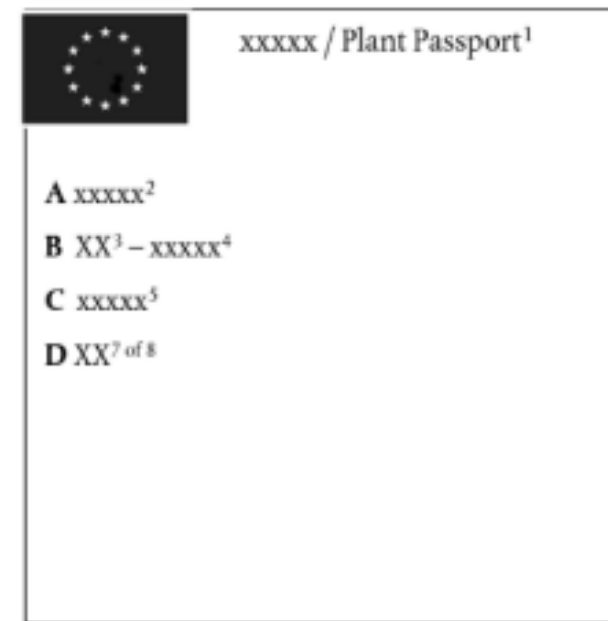 xxxxx / Plant Passport¹
A xxxxx²
B XX³ – xxxxx⁴
C xxxxx⁵
D XX⁷ ᵒᶠ ⁸